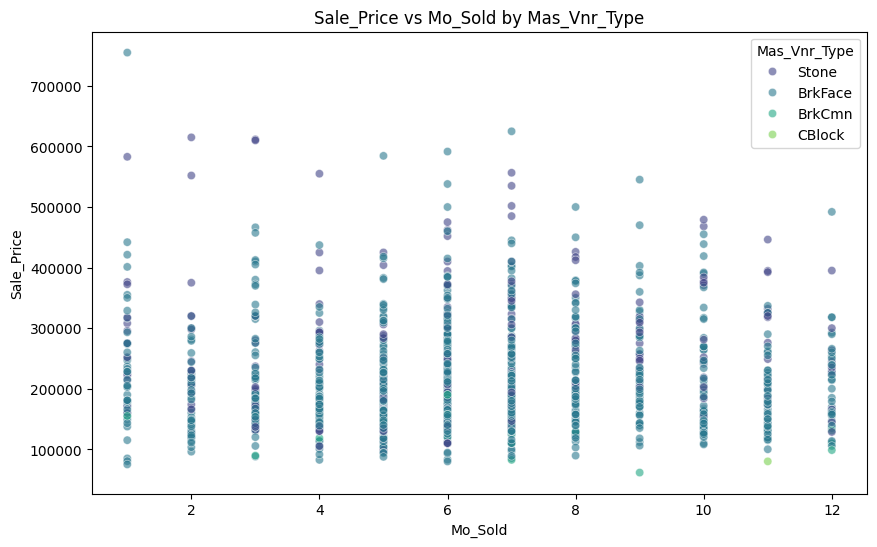 Sale_Price vs Mo_Sold by Mas_Vnr_Type
Mas_Vnr_Type
Stone
BrkFace
BrkCmn
CBlock
Sale_Price
700000
600000
500000
400000
300000
200000
100000
2 4 6 8 10 12
Mo_Sold